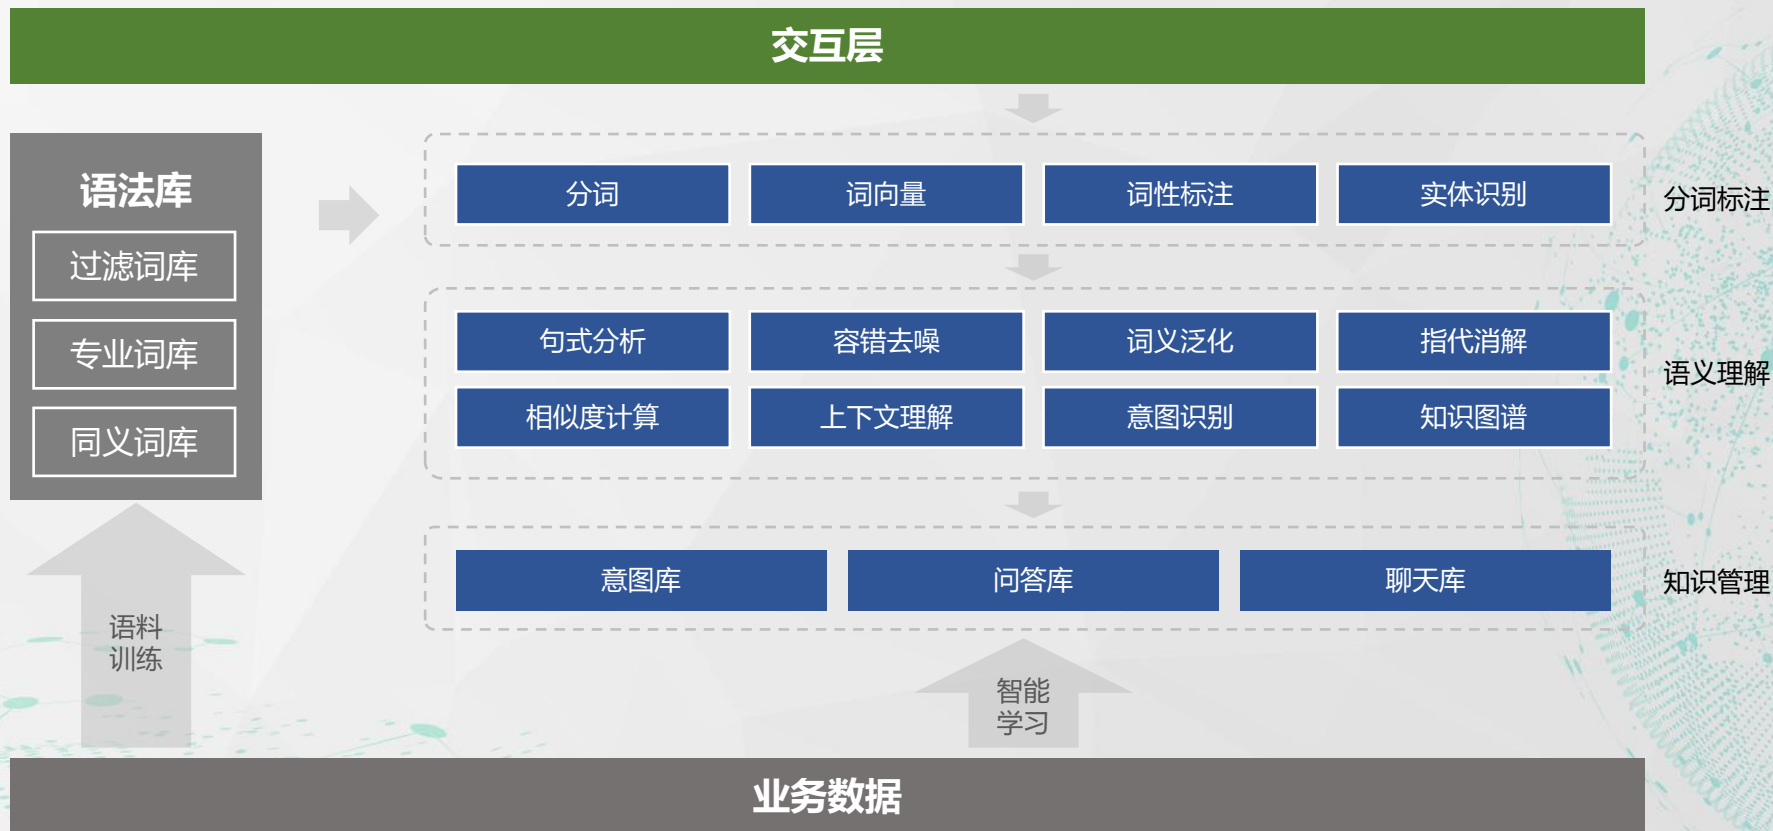 交互层
语法库
过滤词库
专业词库
同义词库
分词 词向量 词性标注 实体识别
分词标注
句式分析 容错去噪 词义泛化 指代消解
相似度计算 上下文理解 意图识别 知识图谱
语义理解
意图库 问答库 聊天库
知识管理
语料
训练
智能
学习
业务数据